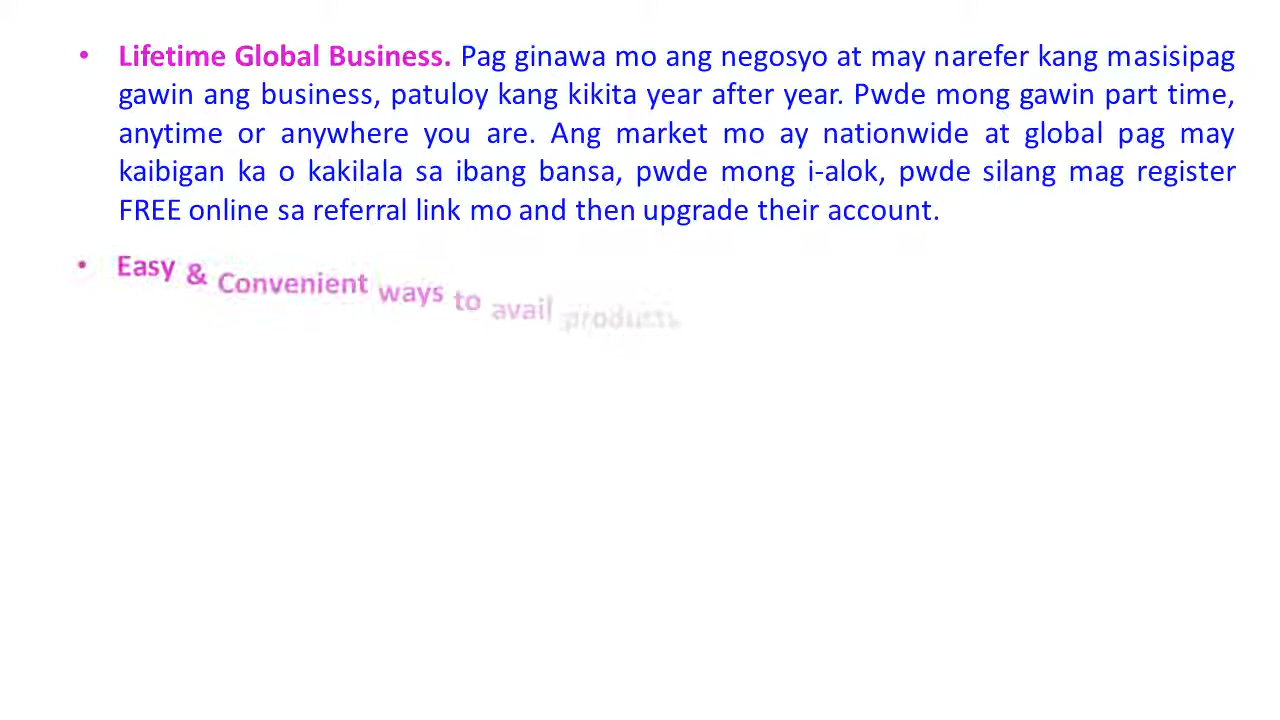 • Lifetime Global Business. Pag ginawa mo ang negosyo at may narefer kang masisipag
gawin ang business, patuloy kang kikita year after year. Pwde mong gawin part time,
anytime or anywhere you are. Ang market mo ay nationwide at global pag may
kaibigan ka o kakilala sa ibang bansa, pwde mong i-alok, pwde silang mag register
FREE online sa referral link mo and then upgrade their account.
• Easy & Convenient ways to avail products